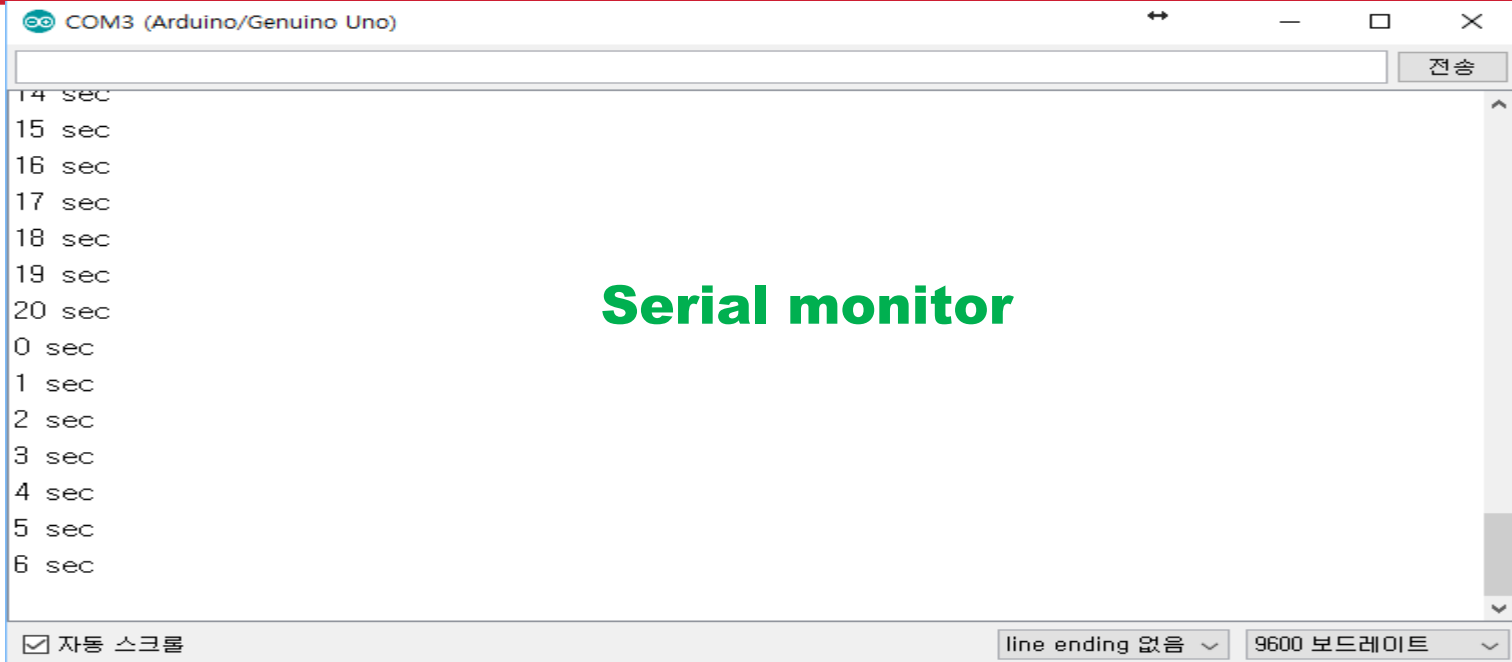 COM3 (Arduino/Genuino Uno)
전송
14 sec
15 sec
16 sec
17 sec
18 sec
19 sec
20 sec
0 sec
1 sec
2 sec
3 sec
4 sec
5 sec
6 sec
Serial monitor
자동 스크롤
line ending 없음
9600 보드레이트